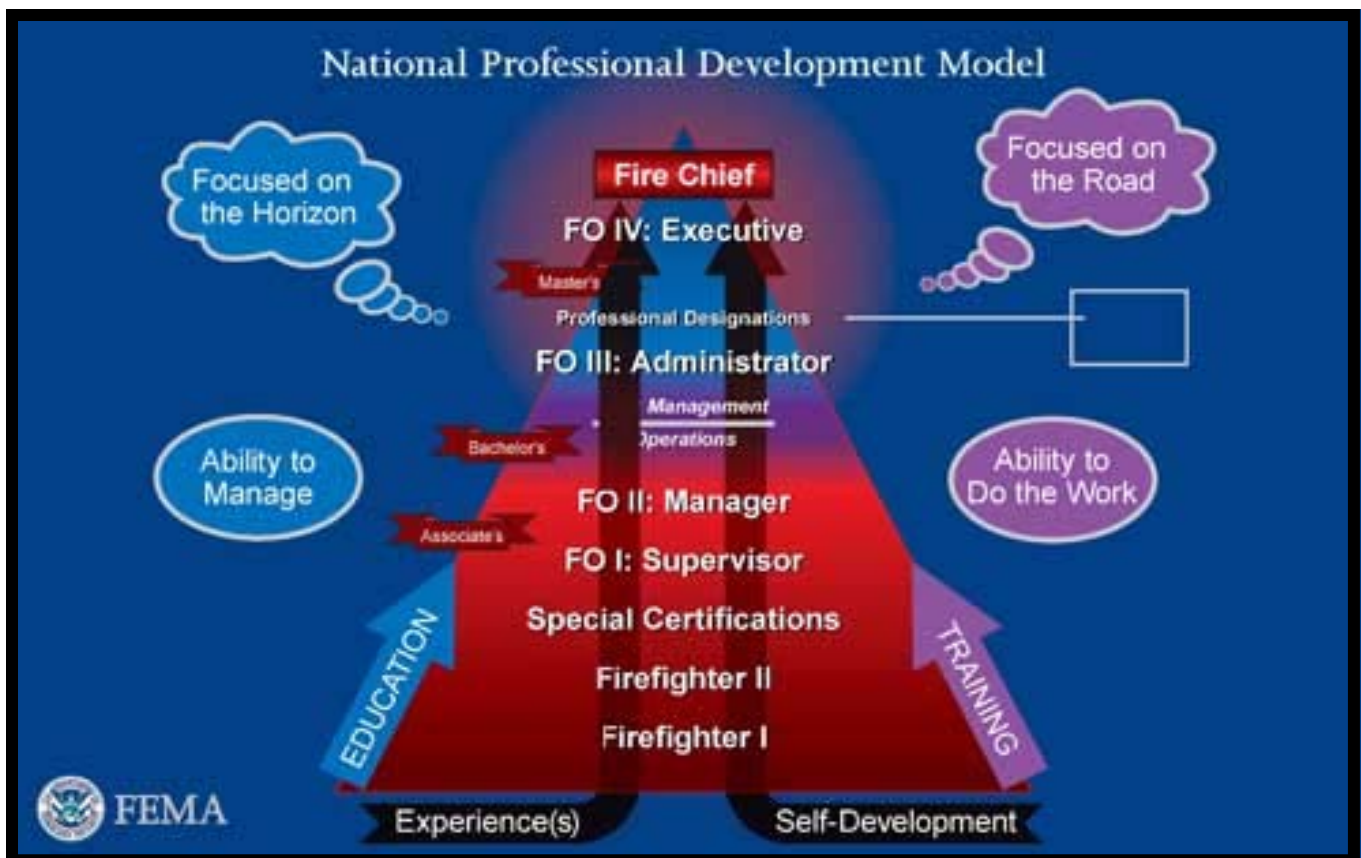 National Professional Development Model
Focused on
the Horizon
Focused on
the Road
Fire Chief
FO IV: Executive
Master's
Professional Designations
FO III: Administrator
Management
Operations
Bachelor's
Ability to
Manage
Ability to
Do the Work
FO II: Manager
Associate's
FO I: Supervisor
Special Certifications
Firefighter II
Firefighter I
EDUCATION
TRAINING
FEMA
Experience(s)
Self-Development